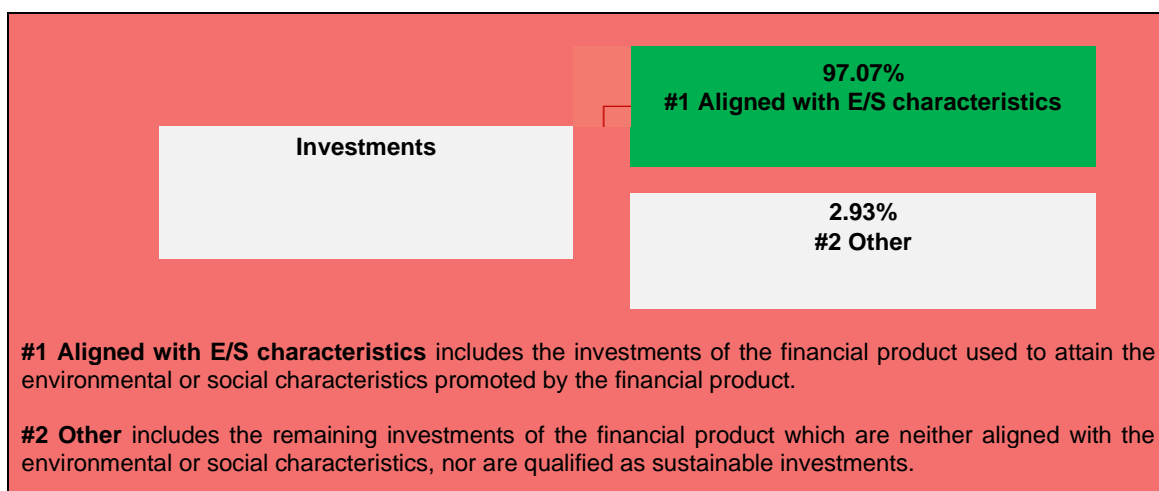 97.07%
#1 Aligned with E/S characteristics
Investments
2.93%
#2 Other
#1 Aligned with E/S characteristics includes the investments of the financial product used to attain the
environmental or social characteristics promoted by the financial product.
#2 Other includes the remaining investments of the financial product which are neither aligned with the
environmental or social characteristics, nor are qualified as sustainable investments.